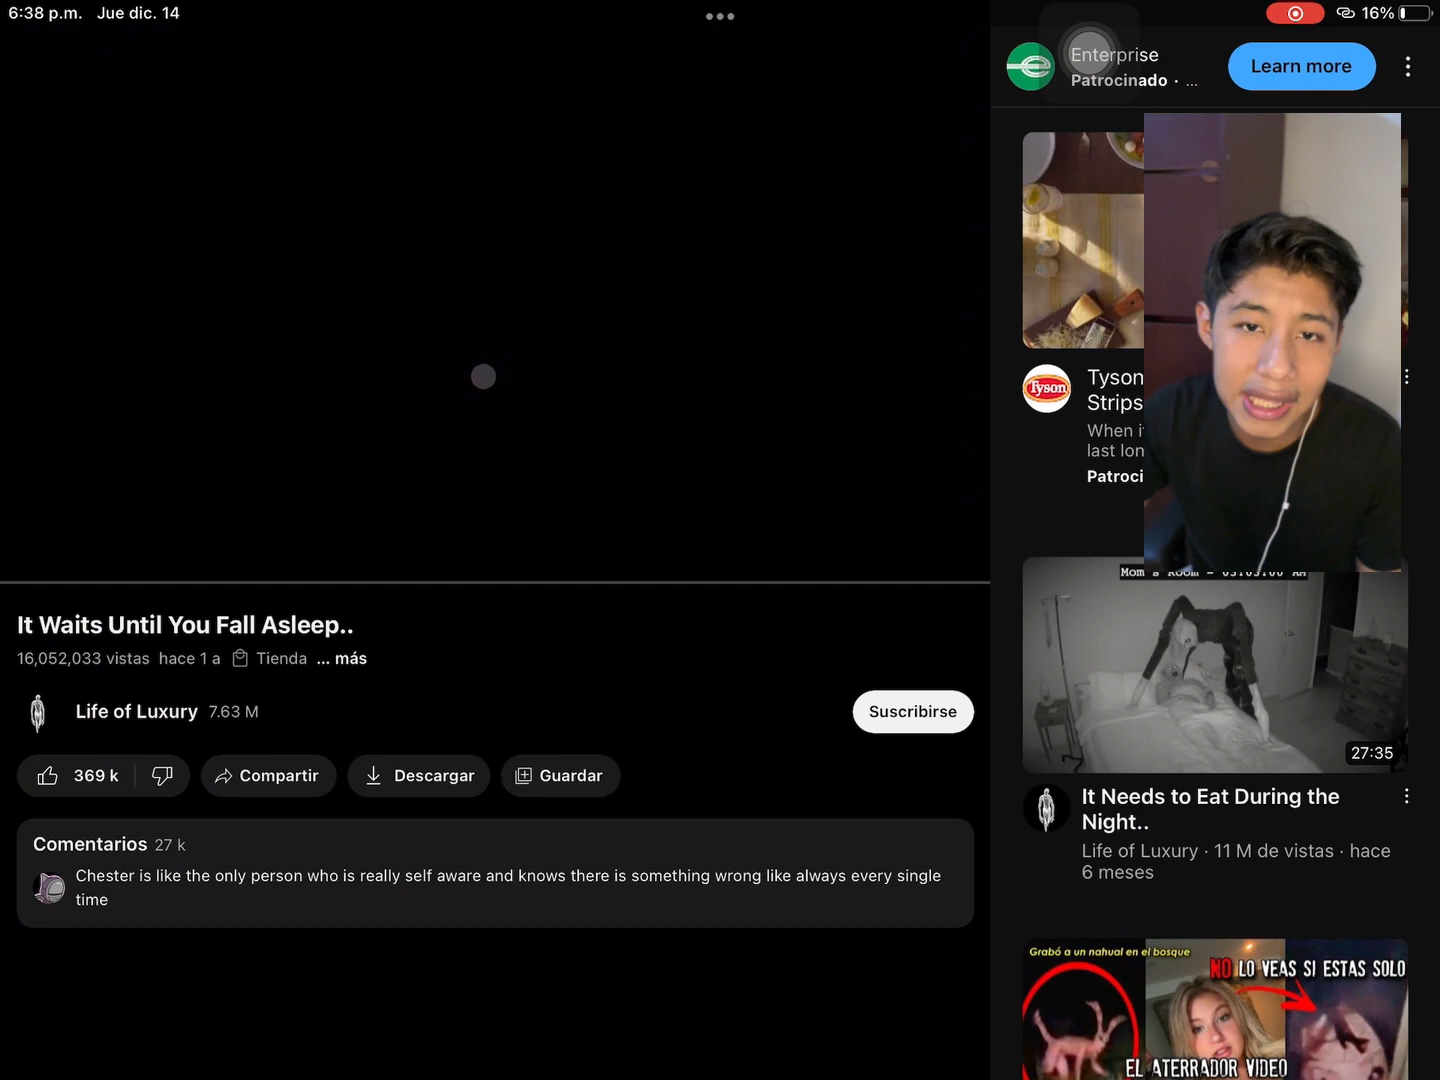 6:38 p.m. Jue dic. 14
16%
Enterprise
Patrocinado · ...
Learn more
Tyson
Tyson
Strips
When i
last lon
Patroci
It Waits Until You Fall Asleep..
16,052,033 vistas hace 1 a Tienda ... más
Life of Luxury 7.63 M
Suscribirse
369 k
Compartir
Descargar
Guardar
Comentarios 27 k
Chester is like the only person who is really self aware and knows there is something wrong like always every single
time
27:35
It Needs to Eat During the
Night..
Life of Luxury · 11 M de vistas · hace
6 meses
Grabó a un nahual en el bosque
NO LO VEAS SI ESTAS SOLO
EL ATERRADOR VIDEO